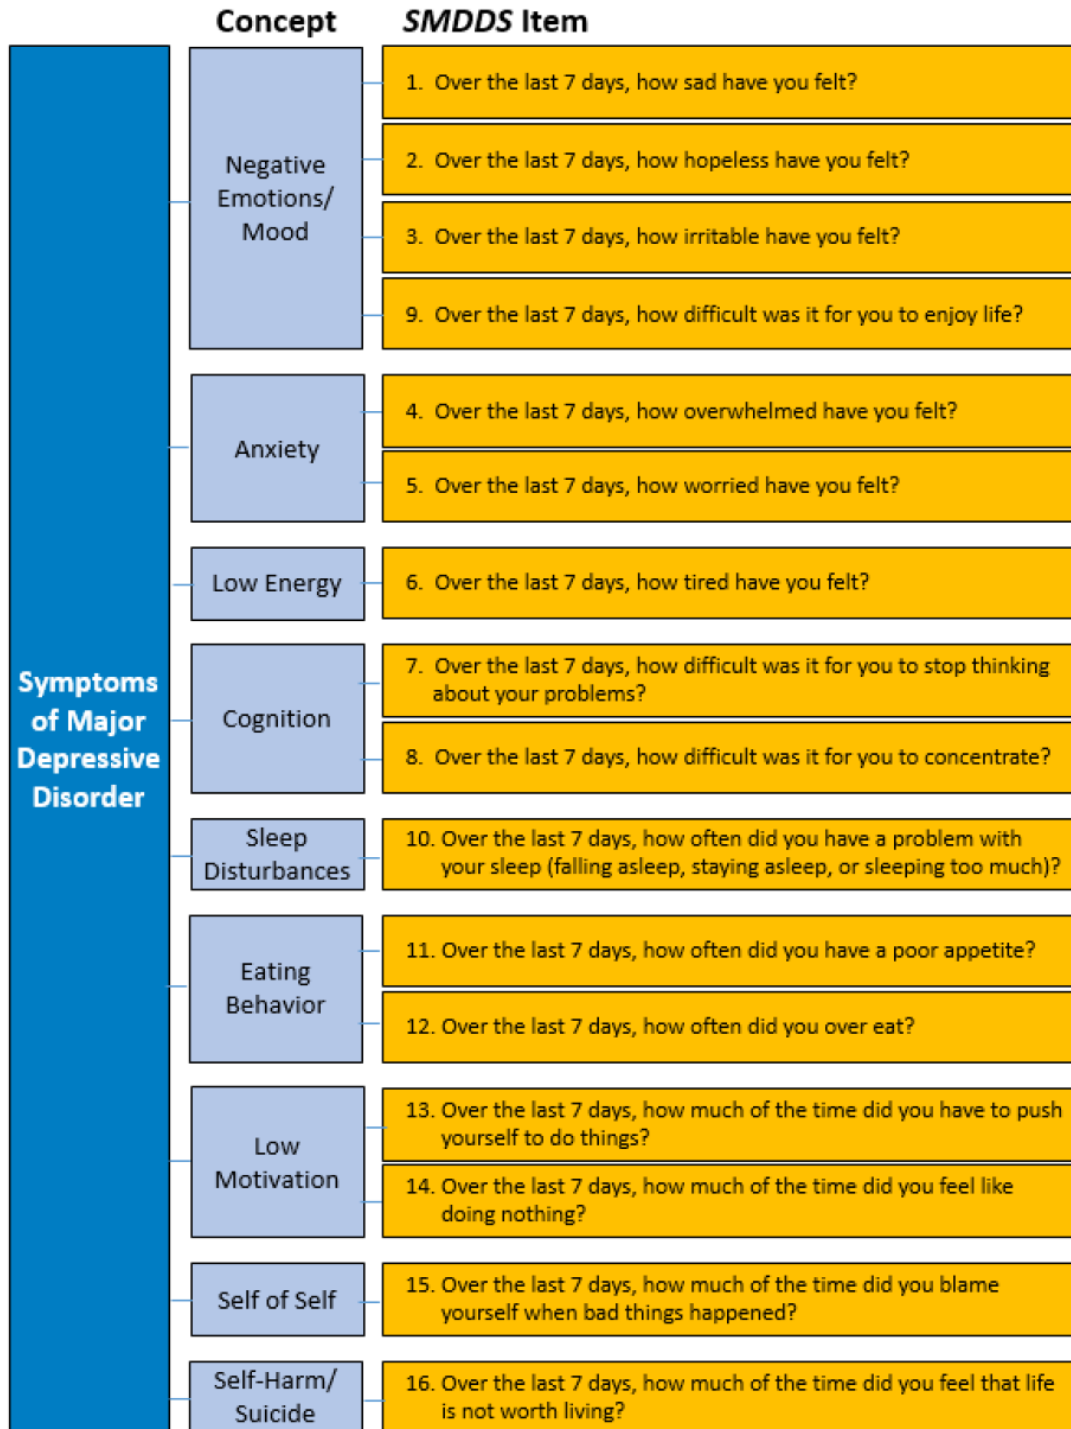 Concept
SMDDS Item
Symptoms
of Major
Depressive
Disorder
Negative
Emotions/
Mood
1. Over the last 7 days, how sad have you felt?
2. Over the last 7 days, how hopeless have you felt?
3. Over the last 7 days, how irritable have you felt?
9. Over the last 7 days, how difficult was it for you to enjoy life?
Anxiety
4. Over the last 7 days, how overwhelmed have you felt?
5. Over the last 7 days, how worried have you felt?
Low Energy
6. Over the last 7 days, how tired have you felt?
Cognition
7. Over the last 7 days, how difficult was it for you to stop thinking
about your problems?
8. Over the last 7 days, how difficult was it for you to concentrate?
Sleep
Disturbances
10. Over the last 7 days, how often did you have a problem with
your sleep (falling asleep, staying asleep, or sleeping too much)?
Eating
Behavior
11. Over the last 7 days, how often did you have a poor appetite?
12. Over the last 7 days, how often did you over eat?
Low
Motivation
13. Over the last 7 days, how much of the time did you have to push
yourself to do things?
14. Over the last 7 days, how much of the time did you feel like
doing nothing?
Self of Self
15. Over the last 7 days, how much of the time did you blame
yourself when bad things happened?
Self-Harm/
Suicide
16. Over the last 7 days, how much of the time did you feel that life
is not worth living?